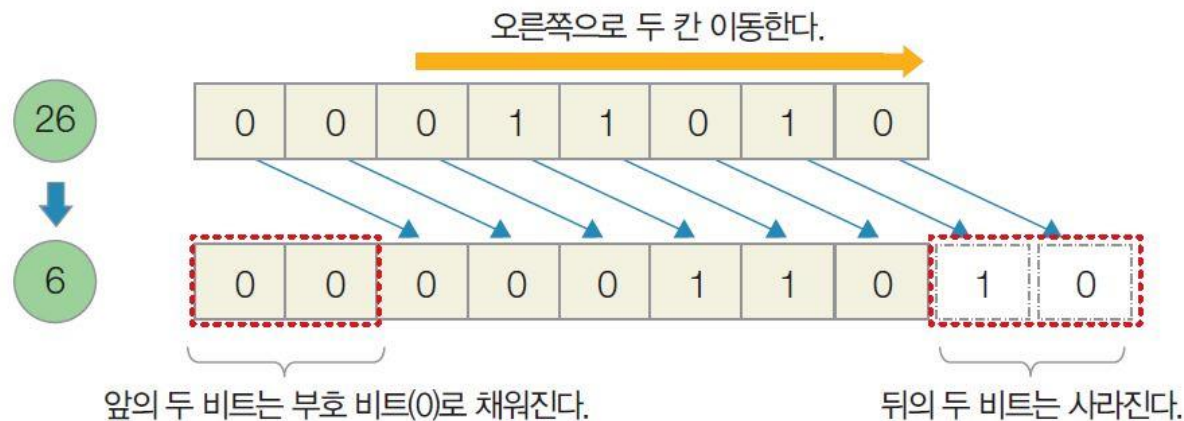 오른쪽으로 두 칸 이동한다.
26
0 0 0 1 1 0 1 0
6
0 0 0 0 0 1 1 0 1 0
앞의 두 비트는 부호 비트(0)로 채워진다.
뒤의 두 비트는 사라진다.